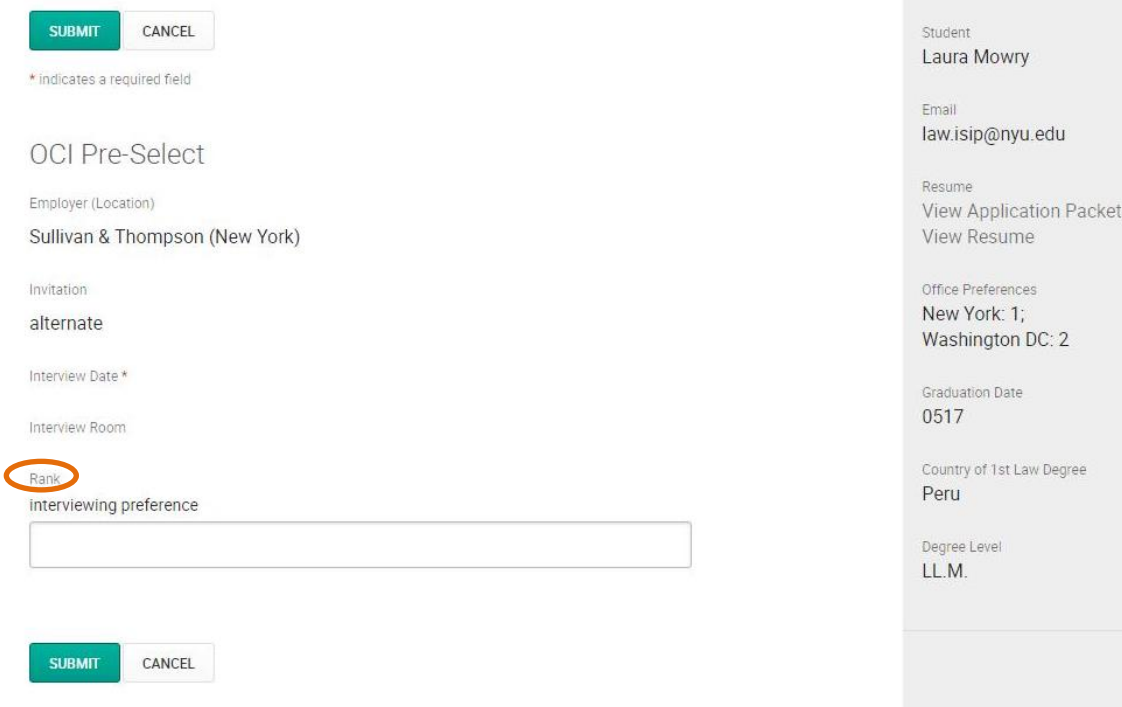 SUBMIT CANCEL
* indicates a required field
OCI Pre-Select
Employer (Location)
Sullivan & Thompson (New York)
Invitation
alternate
Interview Date *
Interview Room
Rank
interviewing preference
SUBMIT CANCEL
Student
Laura Mowry
Email
law.isip@nyu.edu
Resume
View Application Packet
View Resume
Office Preferences
New York: 1;
Washington DC: 2
Graduation Date
0517
Country of 1st Law Degree
Peru
Degree Level
LL.M.